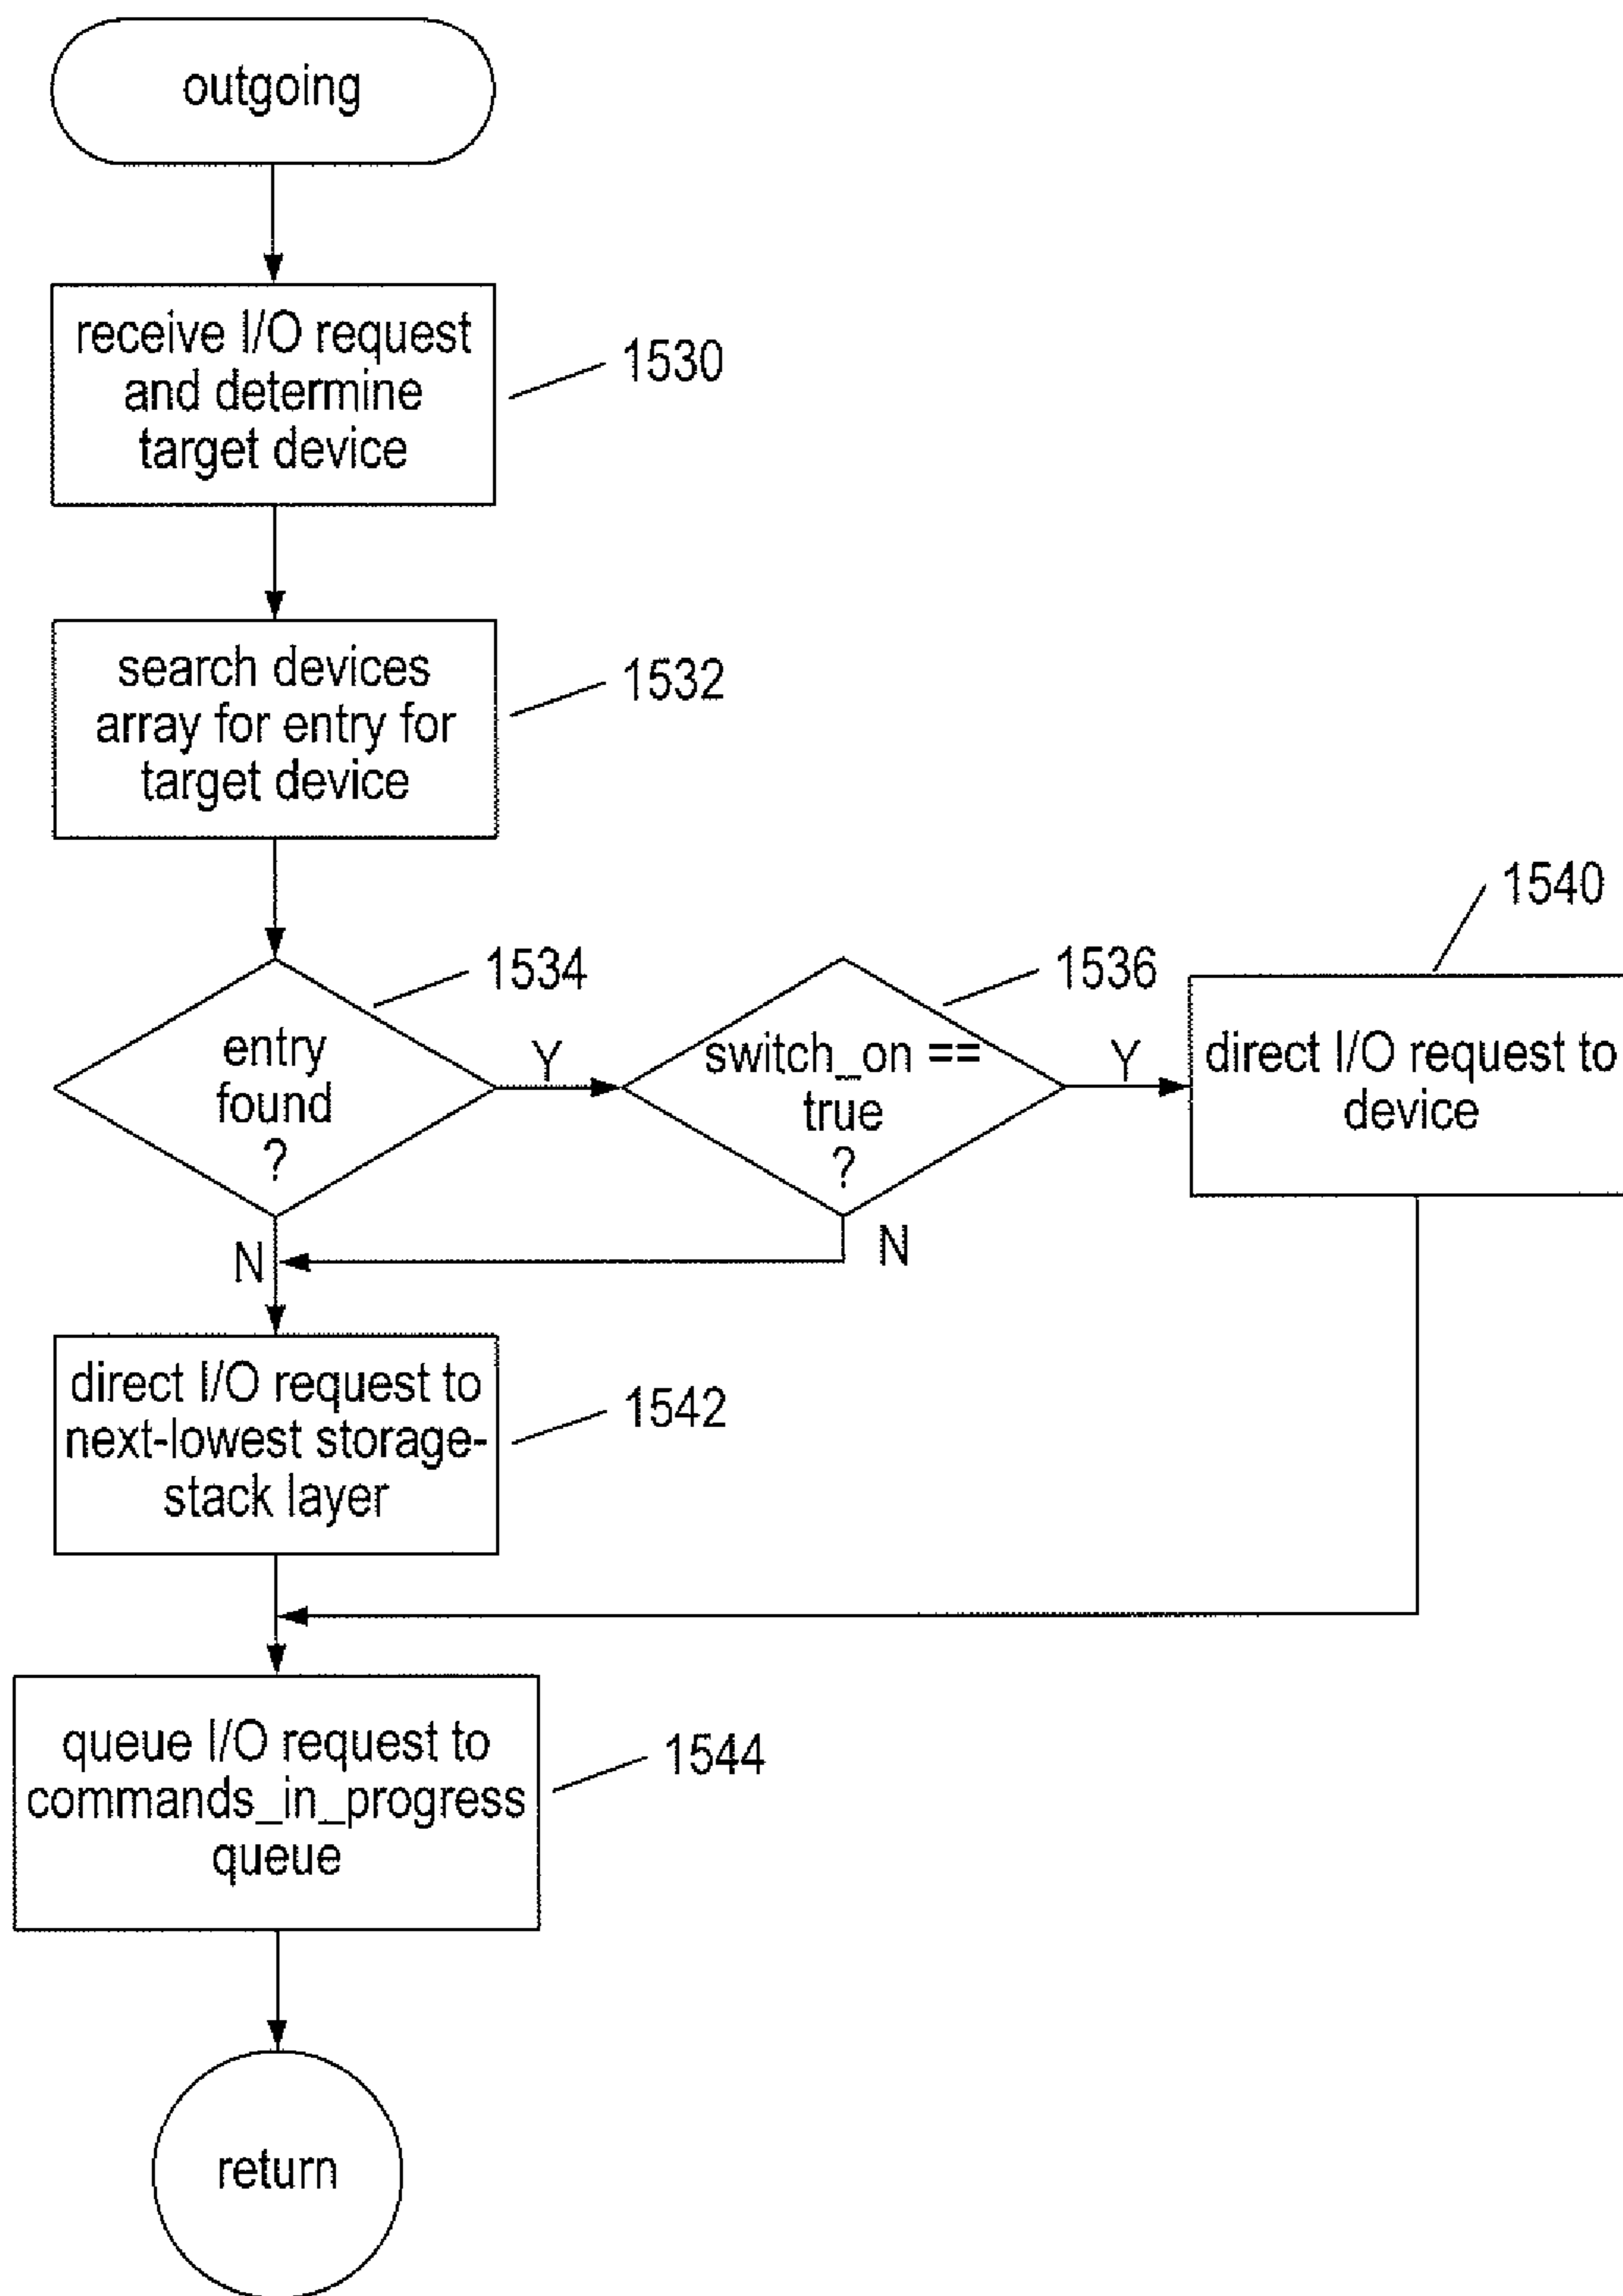 outgoing
receive I/O request
and determine
target device
1530
search devices
array for entry for
target device
1532
entry
found
?
1534
Y
switch_on ==
true
?
1536
Y
direct I/O request to
device
1540
N
N
direct I/O request to
next-lowest storage-
stack layer
1542
queue I/O request to
commands_in_progress
queue
1544
return